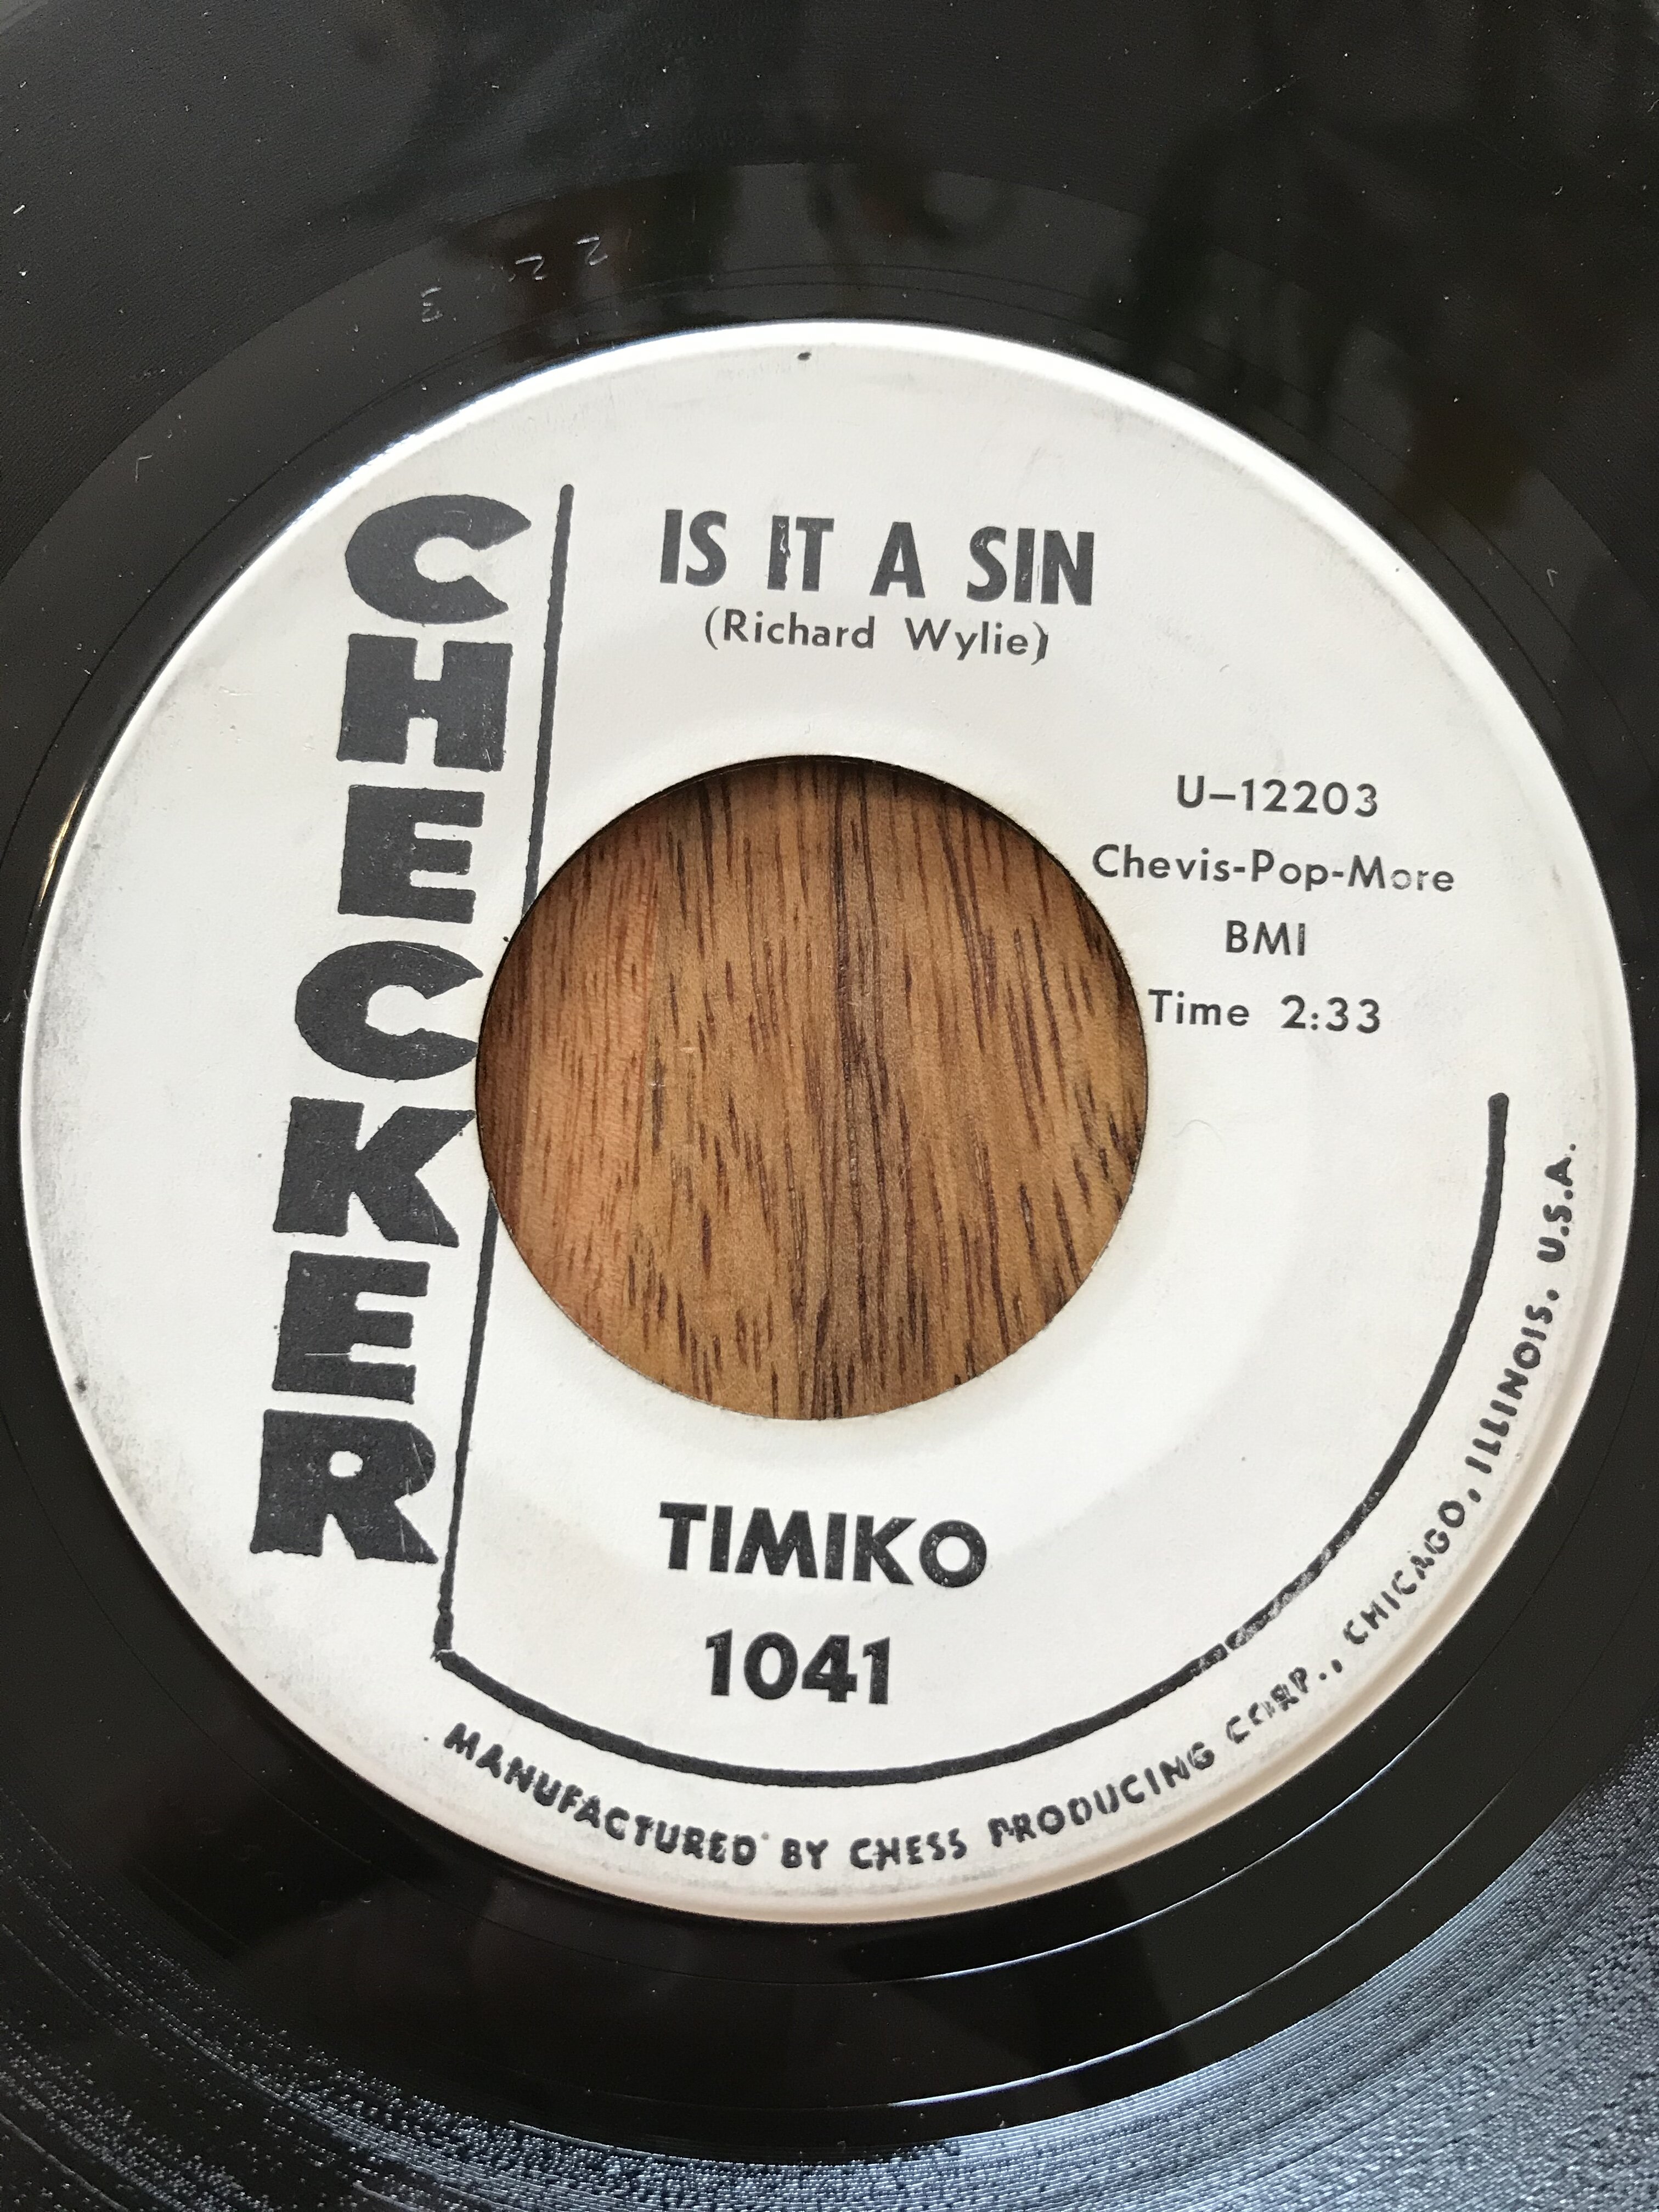 CHECKER
IS IT A SIN
(Richard Wylie)
U-12203
Chevis-Pop-More
BMI
Time 2:33
TIMIKO
1041
MANUFACTURED BY CHESS PRODUCING CORP., CHICAGO, ILLINOIS, U.S.A.